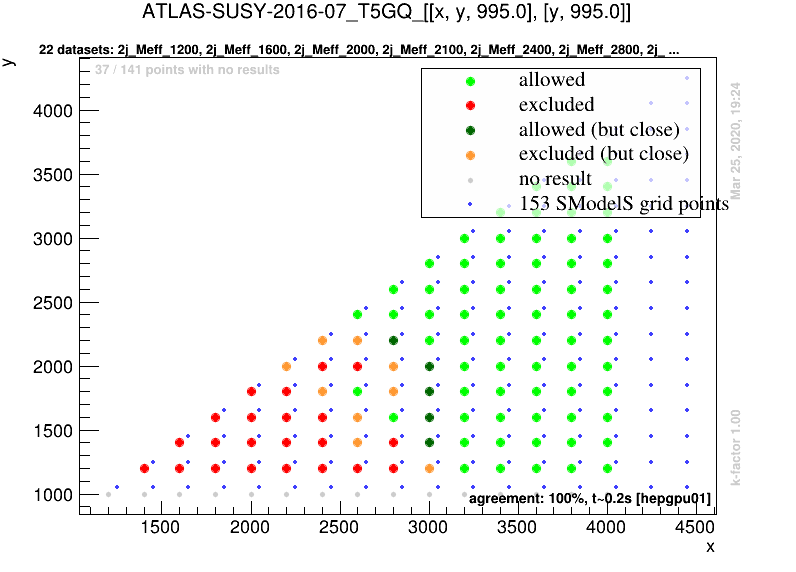 ATLAS-SUSY-2016-07_T5GQ_[[x, y, 995.0], [y, 995.0]]
22 datasets: 2j_Meff_1200, 2j_Meff_1600, 2j_Meff_2000, 2j_Meff_2100, 2j_Meff_2400, 2j_Meff_2800, 2j_ ...
y
37 / 141 points with no results
allowed
excluded
allowed (but close)
excluded (but close)
no result
153 SModelS grid points
Mar 25, 2020, 19:24
k-factor 1.00
4000
3500
3000
2500
2000
1500
1000
agreement: 100%, t~0.2s [hepgpu01]
1500 2000 2500 3000 3500 4000 4500
x